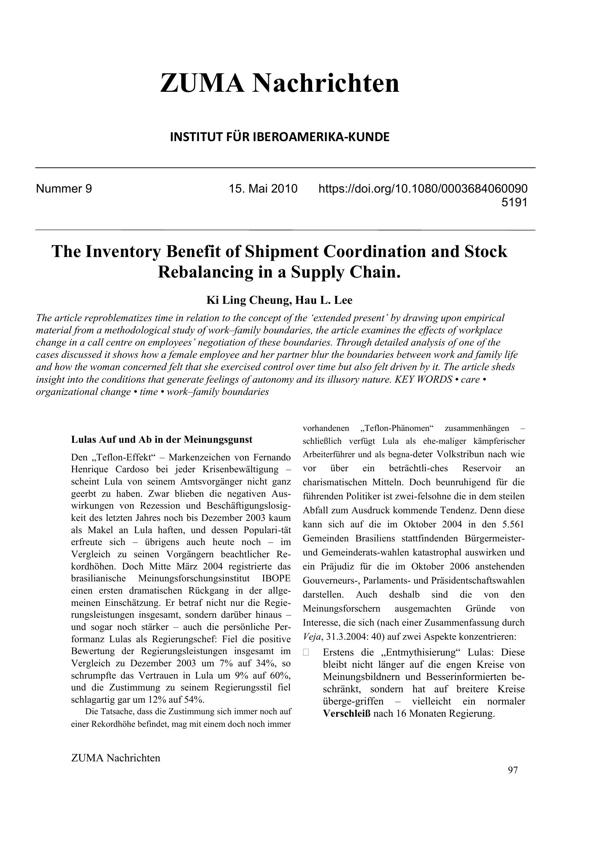 ZUMA Nachrichten
INSTITUT FÜR IBEROAMERIKA-KUNDE
Nummer 9 15. Mai 2010 https://doi.org/10.1080/0003684060090
5191
The Inventory Benefit of Shipment Coordination and Stock
Rebalancing in a Supply Chain.
Ki Ling Cheung, Hau L. Lee
The article reproblematizes time in relation to the concept of the ‘extended present’ by drawing upon empirical
material from a methodological study of work–family boundaries, the article examines the effects of workplace
change in a call centre on employees’ negotiation of these boundaries. Through detailed analysis of one of the
cases discussed it shows how a female employee and her partner blur the boundaries between work and family life
and how the woman concerned felt that she exercised control over time but also felt driven by it. The article sheds
insight into the conditions that generate feelings of autonomy and its illusory nature. KEY WORDS • care •
organizational change • time • work–family boundaries
Lulas Auf und Ab in der Meinungsgunst
Den „Teflon-Effekt“ – Markenzeichen von Fernando
Henrique Cardoso bei jeder Krisenbewältigung –
scheint Lula von seinem Amtsvorgänger nicht ganz
geerbt zu haben. Zwar blieben die negativen Aus-
wirkungen von Rezession und Beschäftigungslosig-
keit des letzten Jahres noch bis Dezember 2003 kaum
als Makel an Lula haften, und dessen Populari-tät
erfreute sich – übrigens auch heute noch – im
Vergleich zu seinen Vorgängern beachtlicher Re-
kordhöhen. Doch Mitte März 2004 registrierte das
brasilianische Meinungsforschungsinstitut IBOPE
einen ersten dramatischen Rückgang in der allge-
meinen Einschätzung. Er betraf nicht nur die Regie-
rungsleistungen insgesamt, sondern darüber hinaus –
und sogar noch stärker – auch die persönliche Per-
formanz Lulas als Regierungschef: Fiel die positive
Bewertung der Regierungsleistungen insgesamt im
Vergleich zu Dezember 2003 um 7% auf 34%, so
schrumpfte das Vertrauen in Lula um 9% auf 60%,
und die Zustimmung zu seinem Regierungsstil fiel
schlagartig gar um 12% auf 54%.
Die Tatsache, dass die Zustimmung sich immer noch auf
einer Rekordhöhe befindet, mag mit einem doch noch immer
vorhandenen „Teflon-Phänomen“ zusammenhängen –
schließlich verfügt Lula als ehe-maliger kämpferischer
Arbeiterführer und als begna-deter Volkstribun nach wie
vor über ein beträchtli-ches Reservoir an
charismatischen Mitteln. Doch beunruhigend für die
führenden Politiker ist zwei-felsohne die in dem steilen
Abfall zum Ausdruck kommende Tendenz. Denn diese
kann sich auf die im Oktober 2004 in den 5.561
Gemeinden Brasiliens stattfindenden Bürgermeister-
und Gemeinderats-wahlen katastrophal auswirken und
ein Präjudiz für die im Oktober 2006 anstehenden
Gouverneurs-, Parlaments- und Präsidentschaftswahlen
darstellen. Auch deshalb sind die von den
Meinungsforschern ausgemachten Gründe von
Interesse, die sich (nach einer Zusammenfassung durch
Veja, 31.3.2004: 40) auf zwei Aspekte konzentrieren:
Erstens die „Entmythisierung“ Lulas: Diese
bleibt nicht länger auf die engen Kreise von
Meinungsbildnern und Besserinformierten be-
schränkt, sondern hat auf breitere Kreise
überge-griffen – vielleicht ein normaler
Verschleiß nach 16 Monaten Regierung.
ZUMA Nachrichten
97